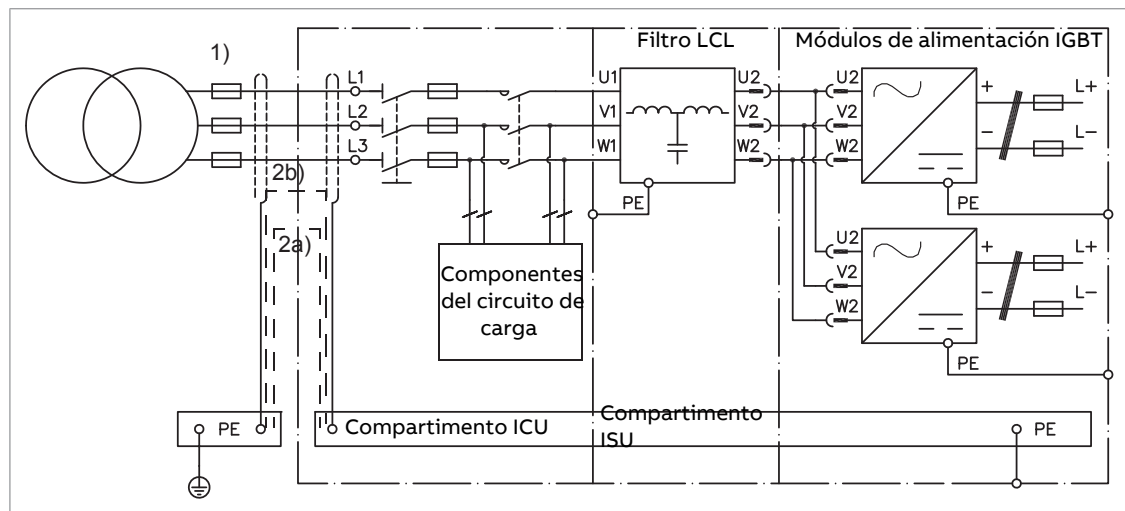 1)
Filtro LCL
Módulos de alimentación IGBT
L1
L2
L3
U1
V1
W1
U2
V2
W2
U2
V2
W2
+
−
L+
L−
PE
PE
2b)
2a)
Componentes
del circuito de
carga
U2
V2
W2
+
−
L+
L−
PE
PE
Compartimento ICU
Compartimento
ISU
PE